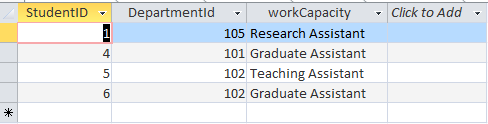 StudentID DepartmentId workCapacity Click to Add
1 105 Research Assistant
4 101 Graduate Assistant
5 102 Teaching Assistant
6 102 Graduate Assistant